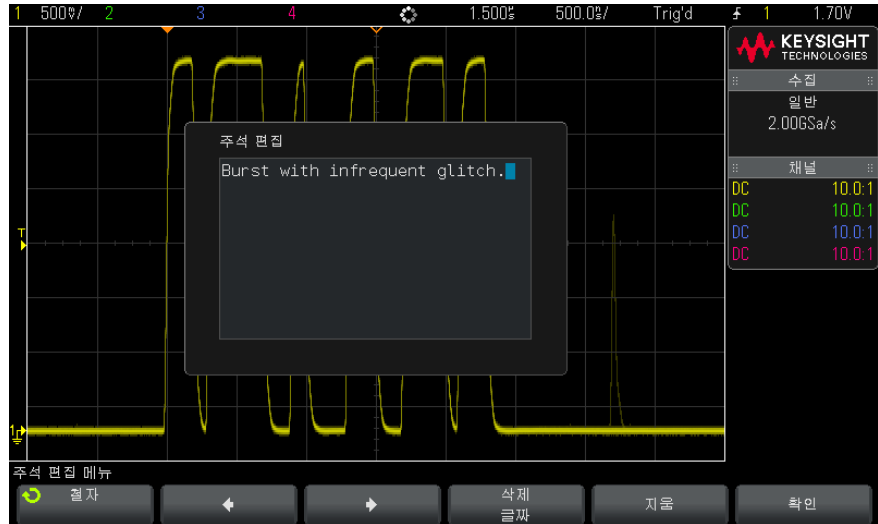 1 500㎷/ 2 3 4 1.500㎲ 500.0㎱/ Trig'd 1 1.70V
KEYSIGHT
TECHNOLOGIES
수집
일반
2.00GSa/s
채널
DC 10.0:1
DC 10.0:1
DC 10.0:1
DC 10.0:1
주석 편집
Burst with infrequent glitch.
T
1
주석 편집 메뉴
철자
삭제
글짜
지움
확인